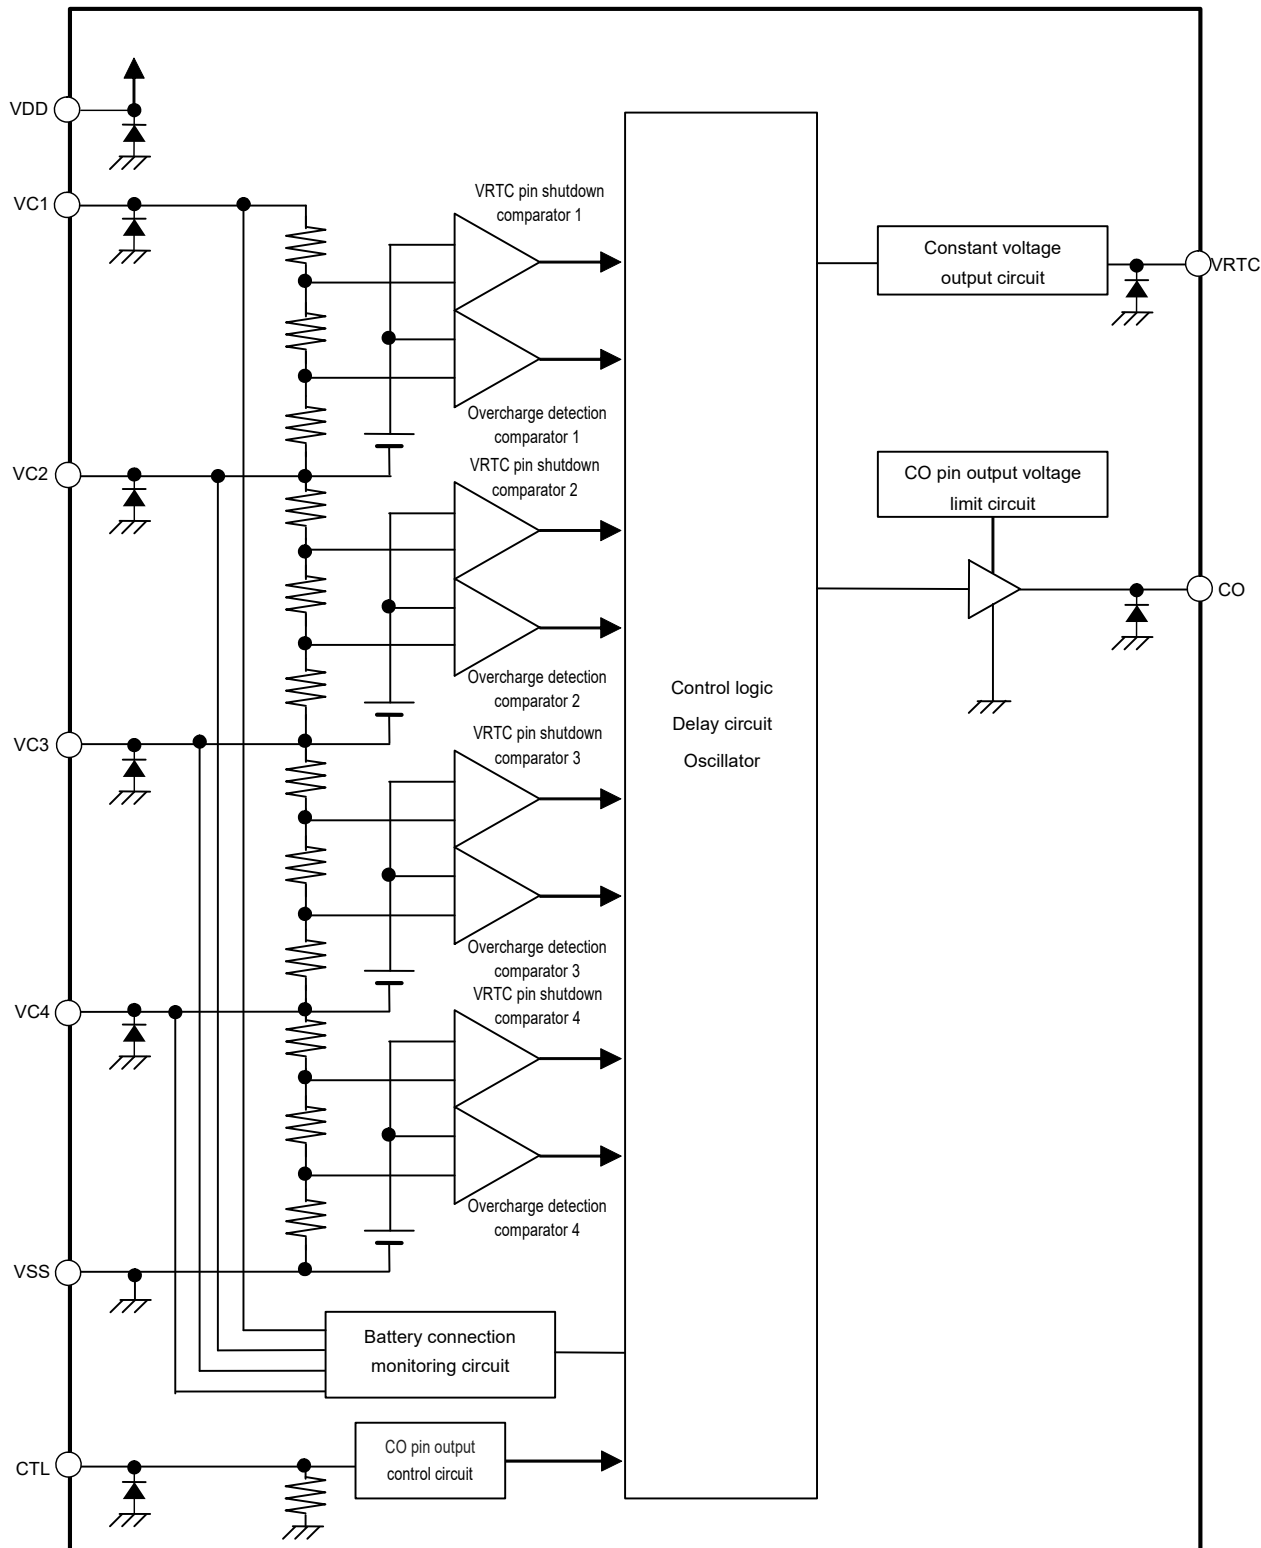 VDD
VC1
VRTC pin shutdown
comparator 1
Constant voltage
output circuit
VRTC
Overcharge detection
comparator 1
VC2
VRTC pin shutdown
comparator 2
CO pin output voltage
limit circuit
CO
Overcharge detection
comparator 2
Control logic
Delay circuit
Oscillator
VC3
VRTC pin shutdown
comparator 3
Overcharge detection
comparator 3
VC4
VRTC pin shutdown
comparator 4
Overcharge detection
comparator 4
VSS
Battery connection
monitoring circuit
CTL
CO pin output
control circuit